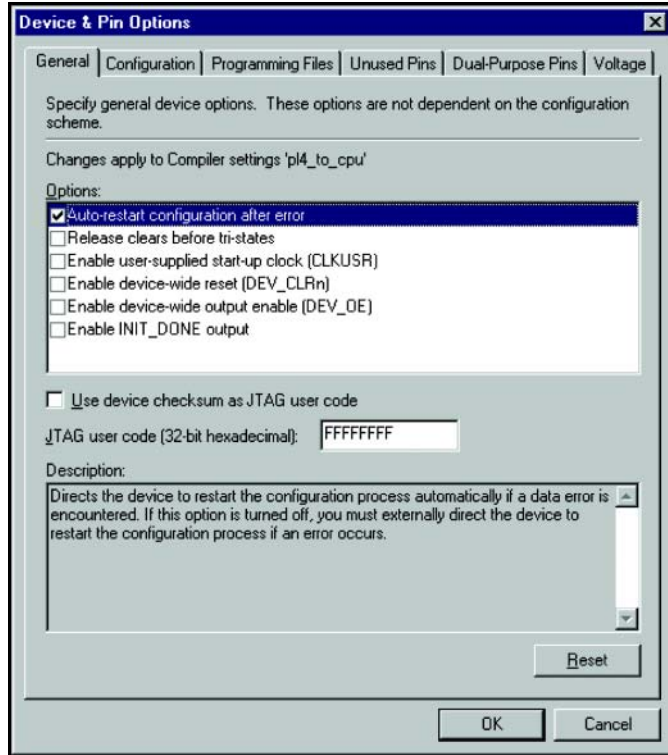 Device & Pin Options
General
Configuration
Programming Files
Unused Pins
Dual-Purpose Pins
Voltage
Specify general device options. These options are not dependent on the configuration
scheme.
Changes apply to Compiler settings 'pl4_to_cpu'
Options:
Auto-restart configuration after error
Release clears before tri-states
Enable user-supplied start-up clock (CLKUSR)
Enable device-wide reset (DEV_CLRn)
Enable device-wide output enable (DEV_OE)
Enable INIT_DONE output
Use device checksum as JTAG user code
JTAG user code (32-bit hexadecimal): FFFFFFFF
Description:
Directs the device to restart the configuration process automatically if a data error is
encountered. If this option is turned off, you must externally direct the device to
restart the configuration process if an error occurs.
Reset
OK
Cancel